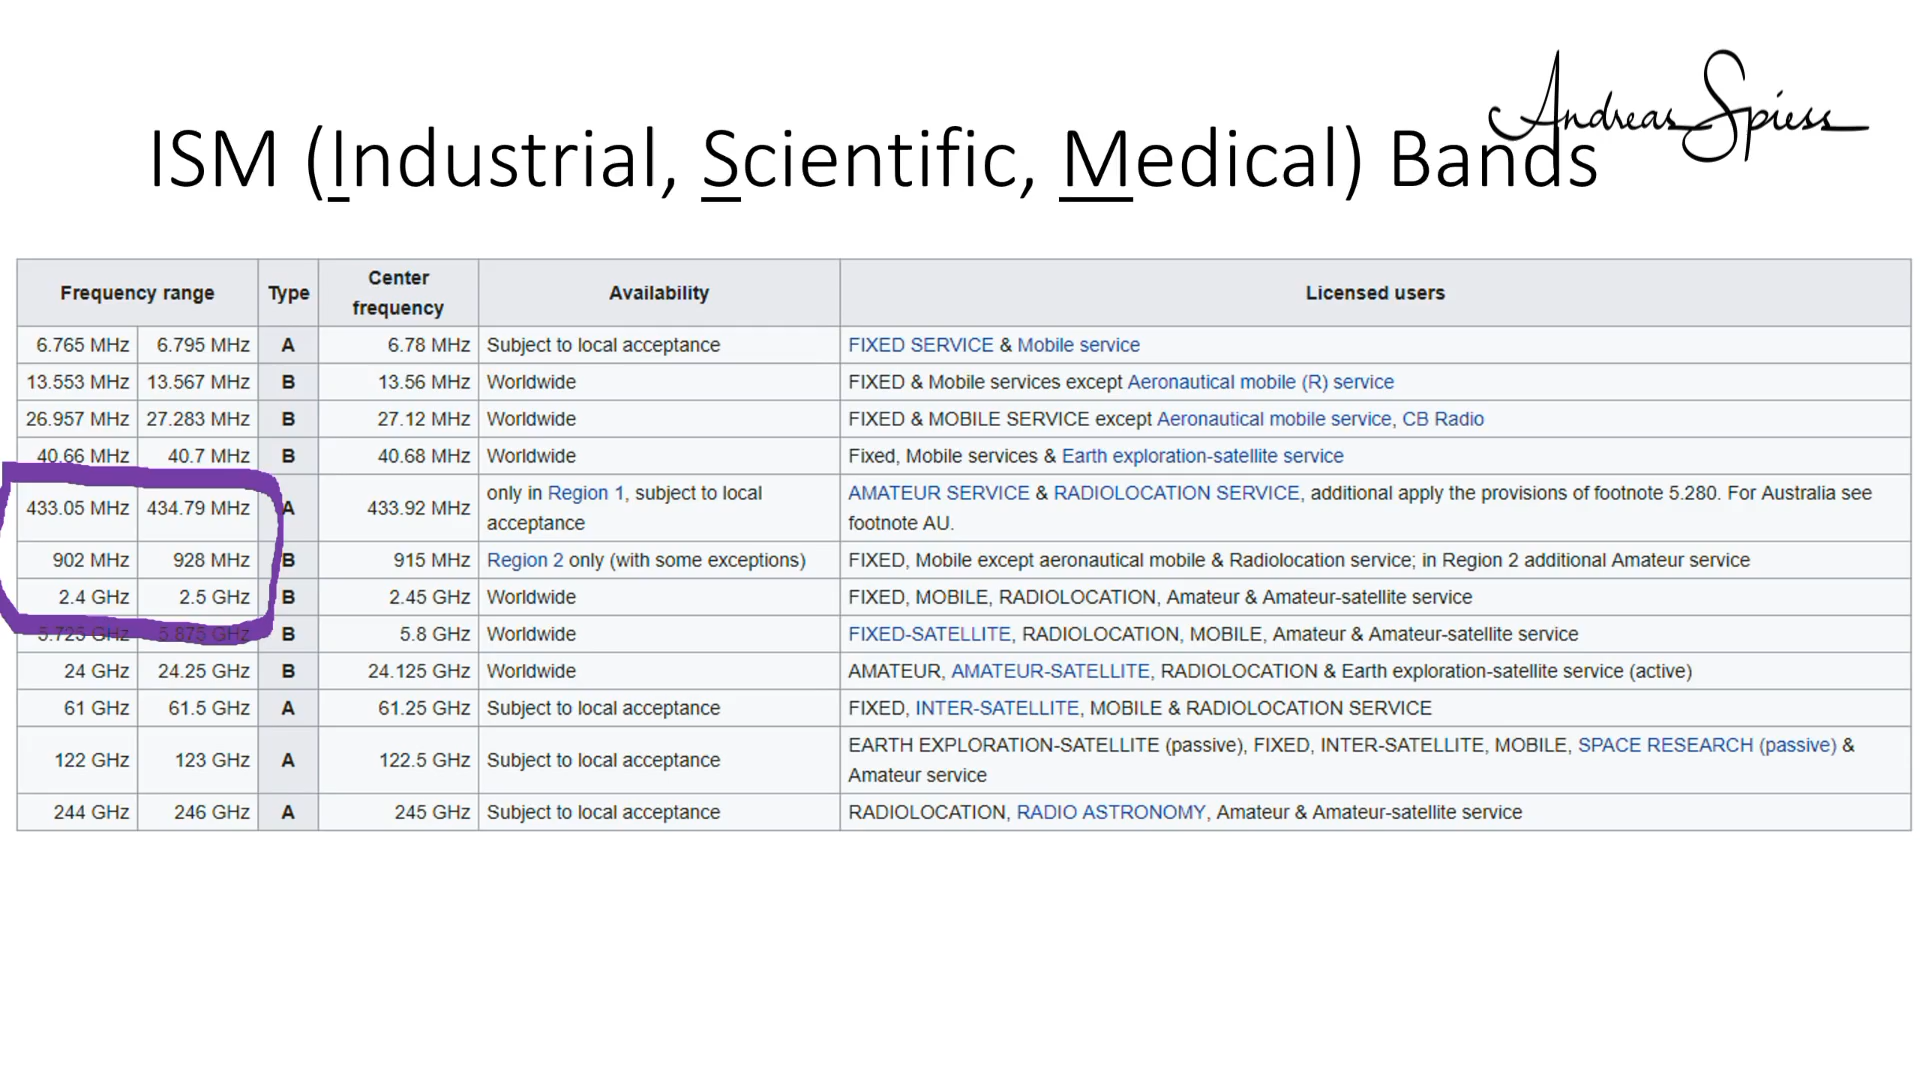 Andreas Spiess
ISM (Industrial, Scientific, Medical) Bands
Frequency range Type Center frequency Availability Licensed users
6.765 MHz 6.795 MHz A 6.78 MHz Subject to local acceptance FIXED SERVICE & Mobile service
13.553 MHz 13.567 MHz B 13.56 MHz Worldwide FIXED & Mobile services except Aeronautical mobile (R) service
26.957 MHz 27.283 MHz B 27.12 MHz Worldwide FIXED & MOBILE SERVICE except Aeronautical mobile service, CB Radio
40.66 MHz 40.7 MHz B 40.68 MHz Worldwide Fixed, Mobile services & Earth exploration-satellite service
433.05 MHz 434.79 MHz A 433.92 MHz only in Region 1, subject to local acceptance AMATEUR SERVICE & RADIOLOCATION SERVICE, additional apply the provisions of footnote 5.280. For Australia see footnote AU.
902 MHz 928 MHz B 915 MHz Region 2 only (with some exceptions) FIXED, Mobile except aeronautical mobile & Radiolocation service; in Region 2 additional Amateur service
2.4 GHz 2.5 GHz B 2.45 GHz Worldwide FIXED, MOBILE, RADIOLOCATION, Amateur & Amateur-satellite service
5.725 GHz 5.875 GHz B 5.8 GHz Worldwide FIXED-SATELLITE, RADIOLOCATION, MOBILE, Amateur & Amateur-satellite service
24 GHz 24.25 GHz B 24.125 GHz Worldwide AMATEUR, AMATEUR-SATELLITE, RADIOLOCATION & Earth exploration-satellite service (active)
61 GHz 61.5 GHz A 61.25 GHz Subject to local acceptance FIXED, INTER-SATELLITE, MOBILE & RADIOLOCATION SERVICE
122 GHz 123 GHz A 122.5 GHz Subject to local acceptance EARTH EXPLORATION-SATELLITE (passive), FIXED, INTER-SATELLITE, MOBILE, SPACE RESEARCH (passive) & Amateur service
244 GHz 246 GHz A 245 GHz Subject to local acceptance RADIOLOCATION, RADIO ASTRONOMY, Amateur & Amateur-satellite service